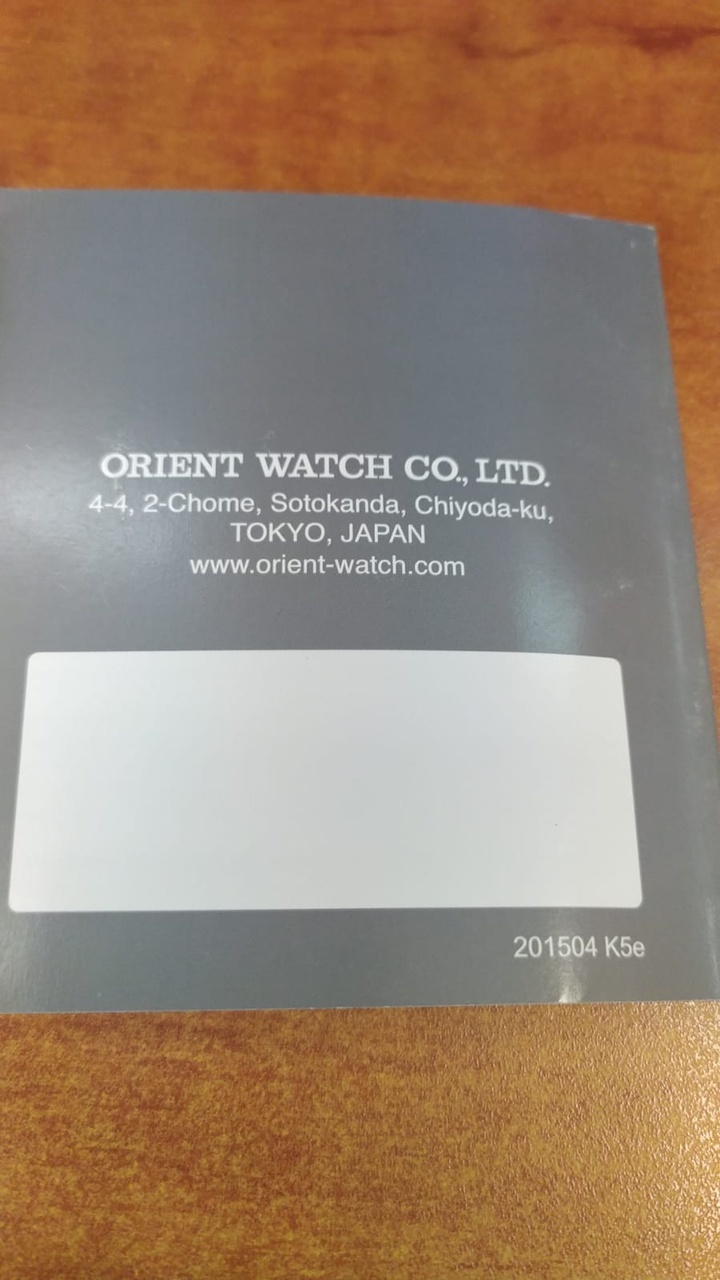 ORIENT WATCH CO., LTD.
4-4, 2-Chome, Sotokanda, Chiyoda-ku,
TOKYO, JAPAN
www.orient-watch.com
201504 K5e